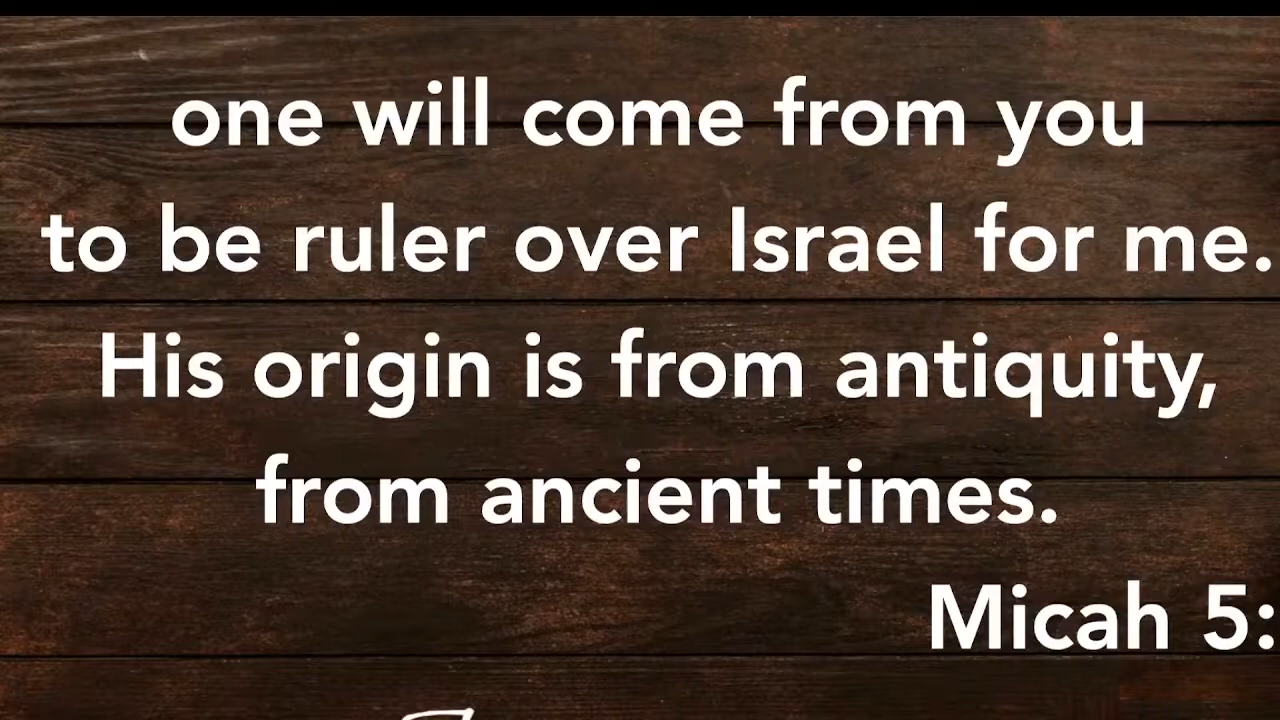 one will come from you
to be ruler over Israel for me.
His origin is from antiquity,
from ancient times.
Micah 5: